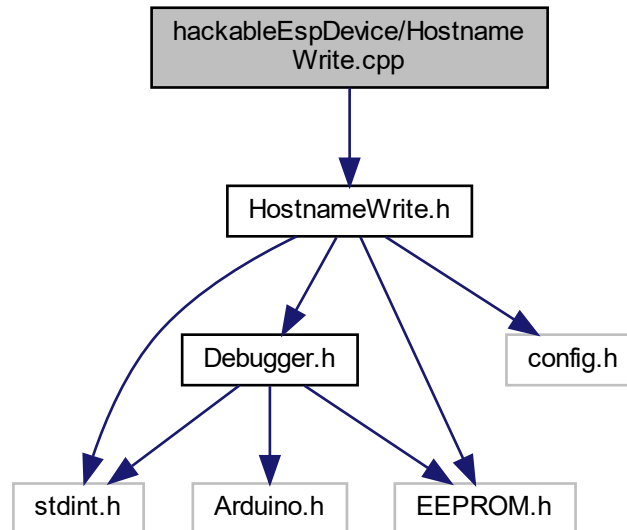 hackableEspDevice/Hostname
Write.cpp
HostnameWrite.h
Debugger.h
config.h
stdint.h
Arduino.h
EEPROM.h